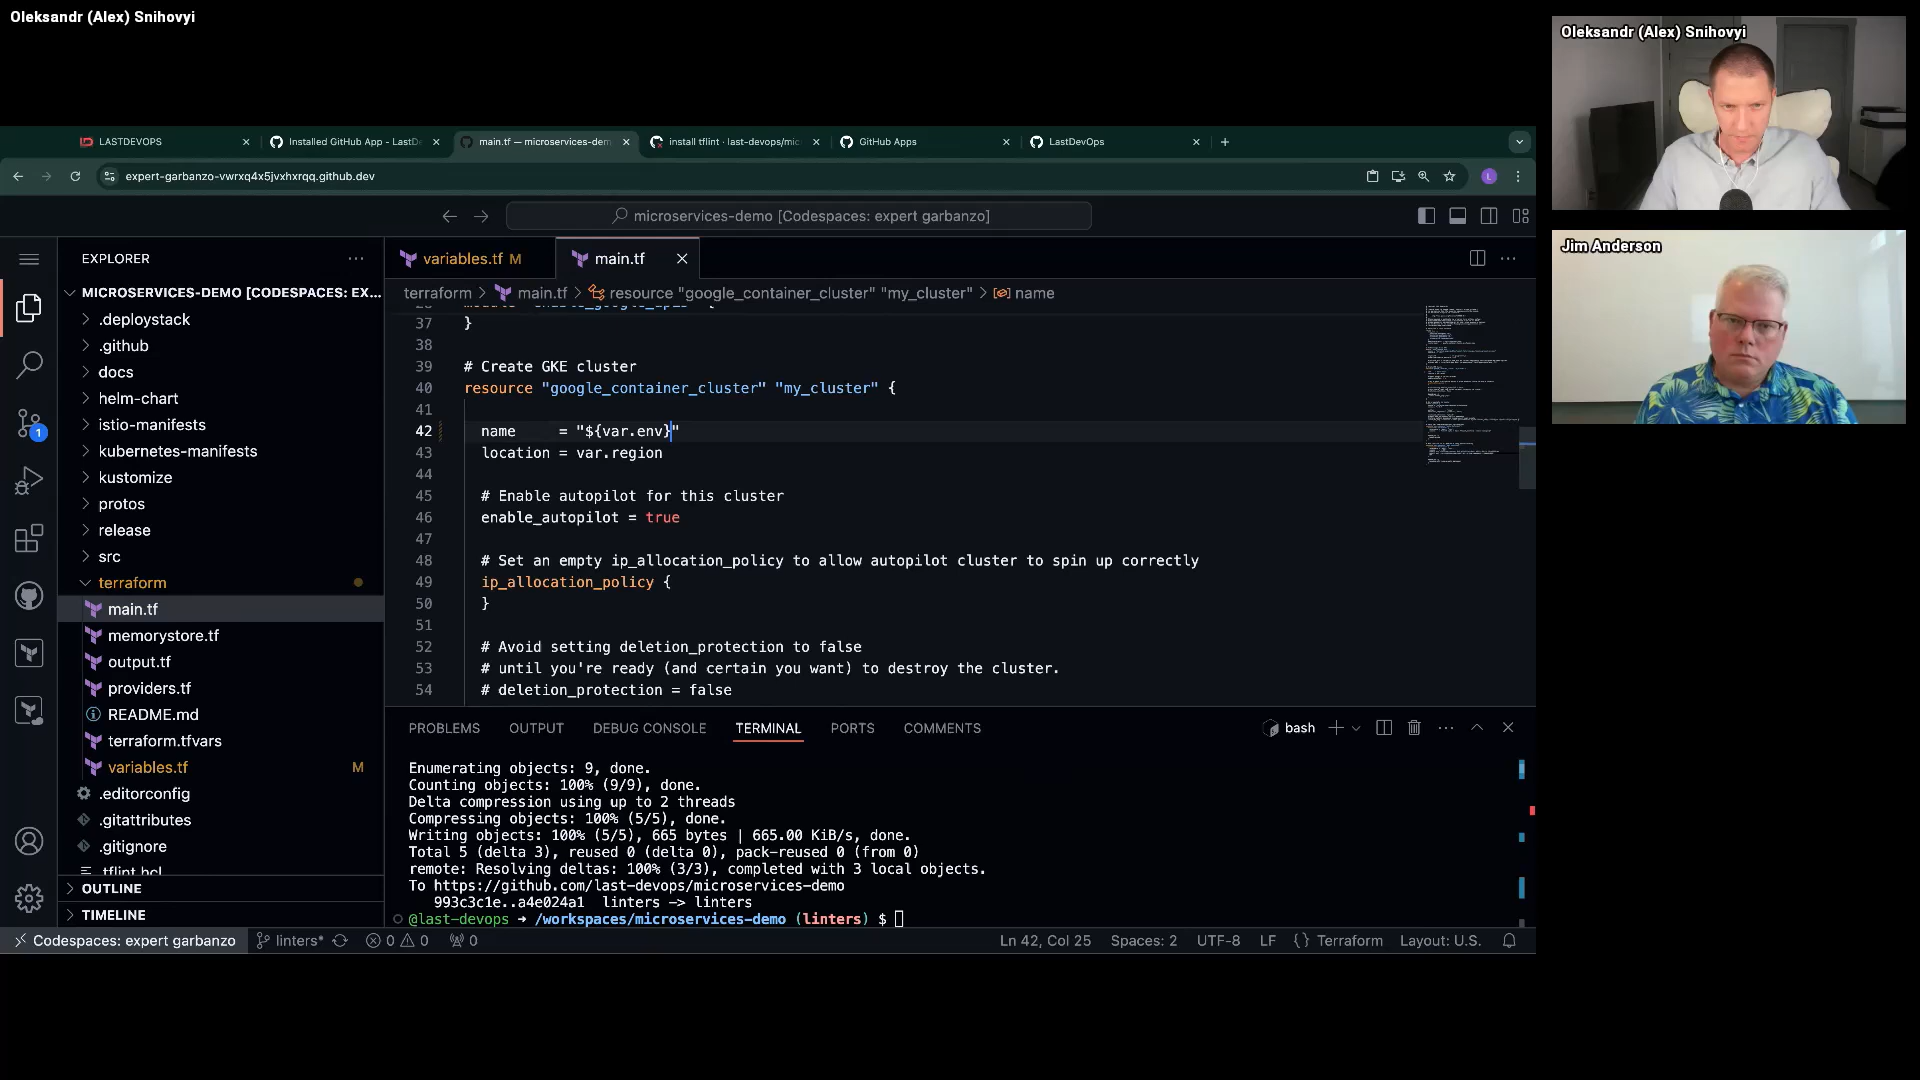 Oleksandr (Alex) Snihovyi
Oleksandr (Alex) Snihovyi
Jim Anderson
LASTDEVOPS
Installed GitHub App - LastDe
main.tf — microservices-dem
install tflint · last-devops/mic
GitHub Apps
LastDevOps
expert-garbanzo-vwrxq4x5jvxhxrqq.github.dev
L
microservices-demo [Codespaces: expert garbanzo]
EXPLORER
MICROSERVICES-DEMO [CODESPACES: EX...
.deploystack
.github
docs
helm-chart
istio-manifests
kubernetes-manifests
kustomize
protos
release
src
terraform
main.tf
memorystore.tf
output.tf
providers.tf
README.md
terraform.tfvars
variables.tf M
.editorconfig
.gitattributes
.gitignore
.tflint.hcl
OUTLINE
TIMELINE
1
variables.tf M
main.tf
terraform > main.tf > resource "google_container_cluster" "my_cluster" > name
37 }
38
39 # Create GKE cluster
40 resource "google_container_cluster" "my_cluster" {
41
42 name     = "${var.env}"
43 location = var.region
44
45 # Enable autopilot for this cluster
46 enable_autopilot = true
47
48 # Set an empty ip_allocation_policy to allow autopilot cluster to spin up correctly
49 ip_allocation_policy {
50 }
51
52 # Avoid setting deletion_protection to false
53 # until you're ready (and certain you want) to destroy the cluster.
54 # deletion_protection = false
PROBLEMS OUTPUT DEBUG CONSOLE TERMINAL PORTS COMMENTS
bash
Enumerating objects: 9, done.
Counting objects: 100% (9/9), done.
Delta compression using up to 2 threads
Compressing objects: 100% (5/5), done.
Writing objects: 100% (5/5), 665 bytes | 665.00 KiB/s, done.
Total 5 (delta 3), reused 0 (delta 0), pack-reused 0 (from 0)
remote: Resolving deltas: 100% (3/3), completed with 3 local objects.
To https://github.com/last-devops/microservices-demo
993c3c1e..a4e024a1 linters -> linters
@last-devops ➜ /workspaces/microservices-demo (linters) $
Codespaces: expert garbanzo linters* 0 0 0 Ln 42, Col 25 Spaces: 2 UTF-8 LF {} Terraform Layout: U.S.